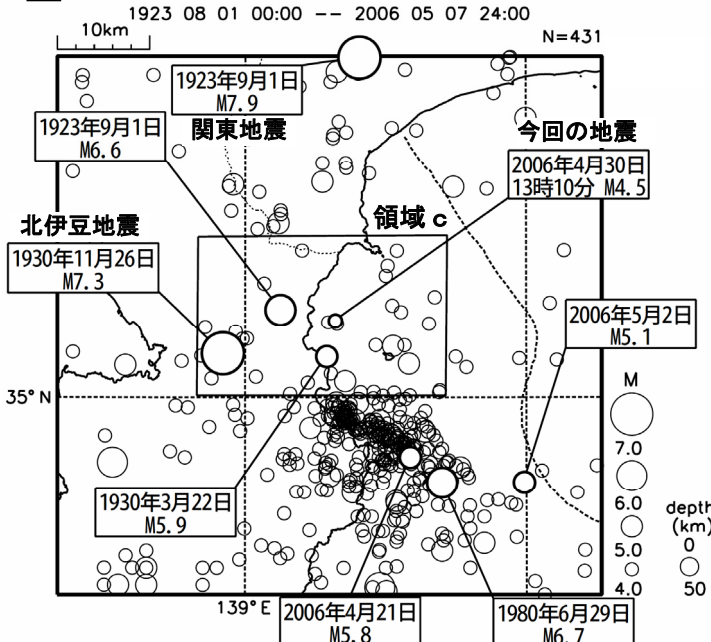 1923 08 01 00:00 -- 2006 05 07 24:00
10km
N=431
1923年9月1日
M7.9
関東地震
1923年9月1日
M6.6
今回の地震
2006年4月30日
13時10分 M4.5
北伊豆地震
1930年11月26日
M7.3
領域c
2006年5月2日
M5.1
35°N
M
7.0
6.0
5.0
4.0
depth
(km)
0
50
1930年3月22日
M5.9
139°E
2006年4月21日
M5.8
1980年6月29日
M6.7